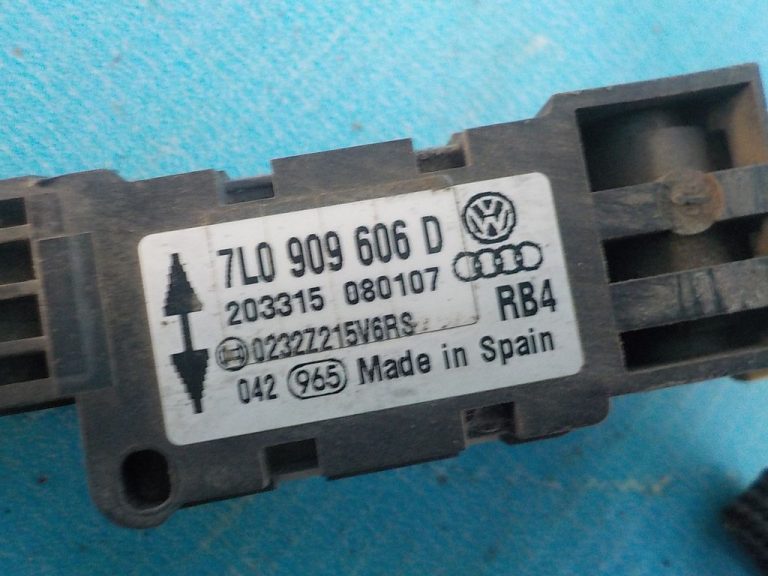 7L0 909 606 D
203315 080107
0232Z215V6RS
RB4
042 965 Made in Spain